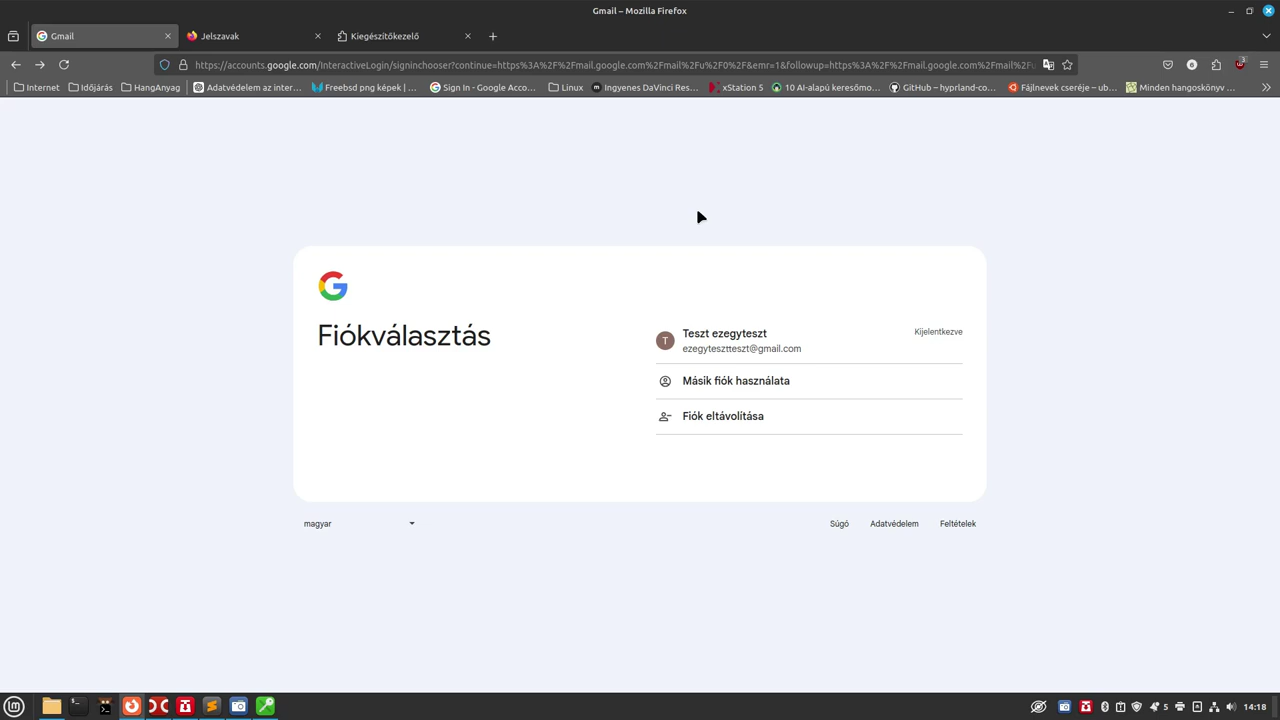 Gmail – Mozilla Firefox
Gmail
Jelszavak
Kiegészítőkezelő
https://accounts.google.com/InteractiveLogin/signinchooser?continue=https%3A%2F%2Fmail.google.com%2Fmail%2Fu%2F0%2F&emr=1&followup=https%3A%2F%2Fmail.google.com%2Fmail%2Fu
Internet
Időjárás
HangAnyag
Adatvédelem az inter…
Freebsd png képek | …
Sign In - Google Acco…
Linux
Ingyenes DaVinci Res…
xStation 5
10 AI-alapú keresőmo…
GitHub – hyprland-co…
Fájlnevek cseréje – ub…
Minden hangoskönyv …
Fiókválasztás
T
Teszt ezegyteszt
Kijelentkezve
ezegytesztteszt@gmail.com
Másik fiók használata
Fiók eltávolítása
magyar
Súgó
Adatvédelem
Feltételek
5
14:18